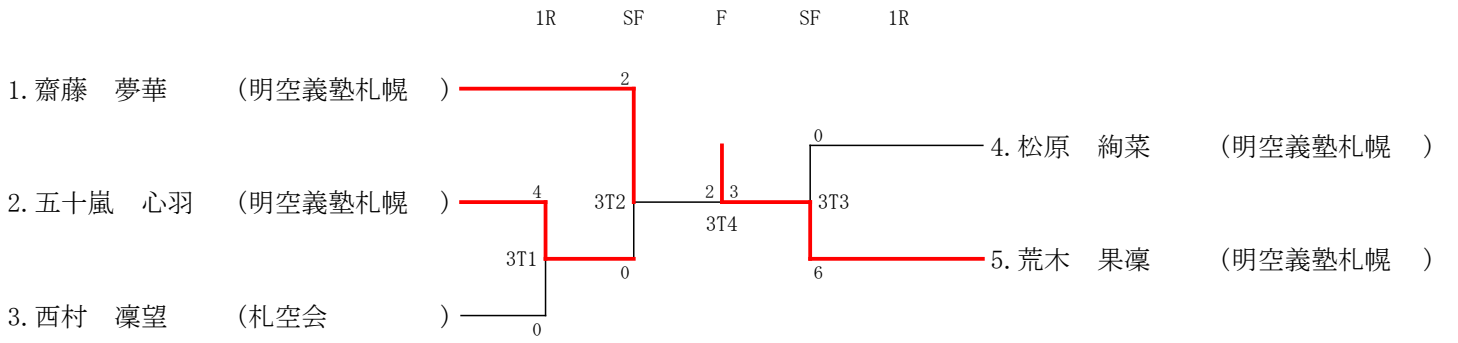 1R SF F SF 1R
2
1. 齋藤 夢華 (明空義塾札幌 )
0
4. 松原 絢菜 (明空義塾札幌 )
4 2 3
2. 五十嵐 心羽 (明空義塾札幌 ) 3T2 3T3
3T4
3T1 5. 荒木 果凜 (明空義塾札幌 )
0 6
3. 西村 凜望 (札空会 )
0